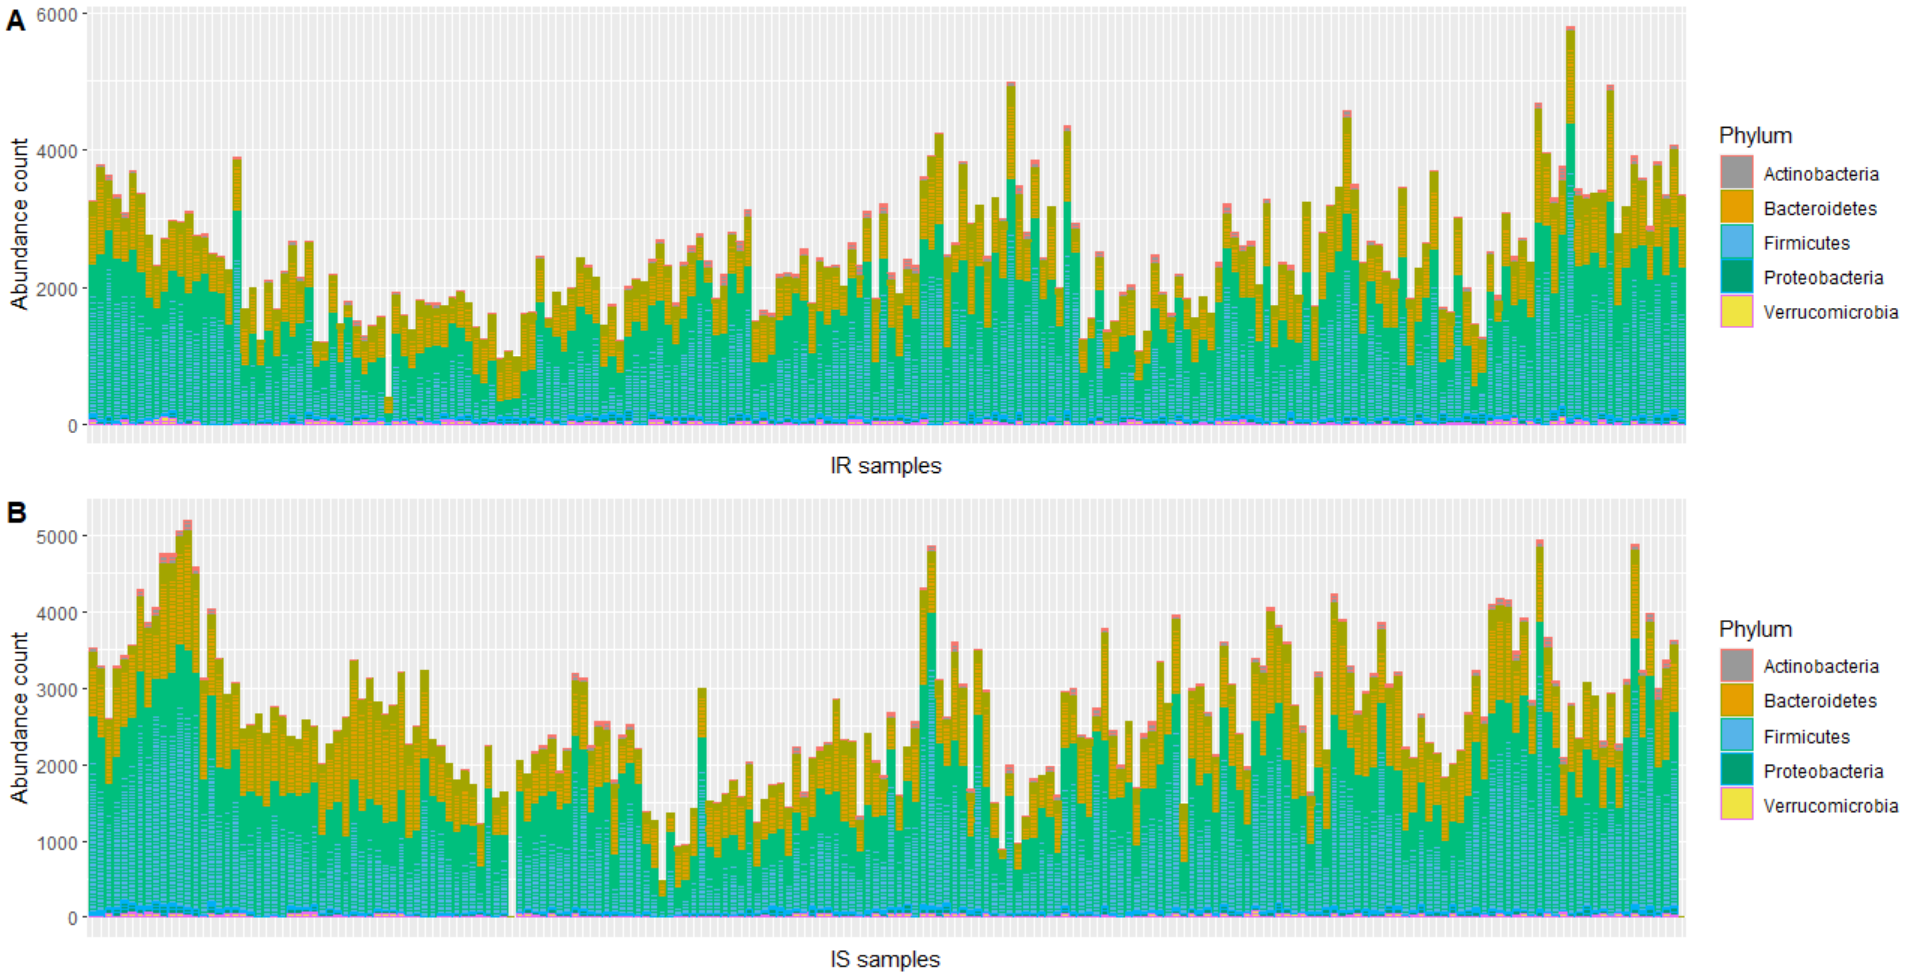 A
6000
4000
2000
0
Abundance count
IR samples
Phylum
Actinobacteria
Bacteroidetes
Firmicutes
Proteobacteria
Verrucomicrobia
B
5000
4000
3000
2000
1000
0
Abundance count
IS samples
Phylum
Actinobacteria
Bacteroidetes
Firmicutes
Proteobacteria
Verrucomicrobia